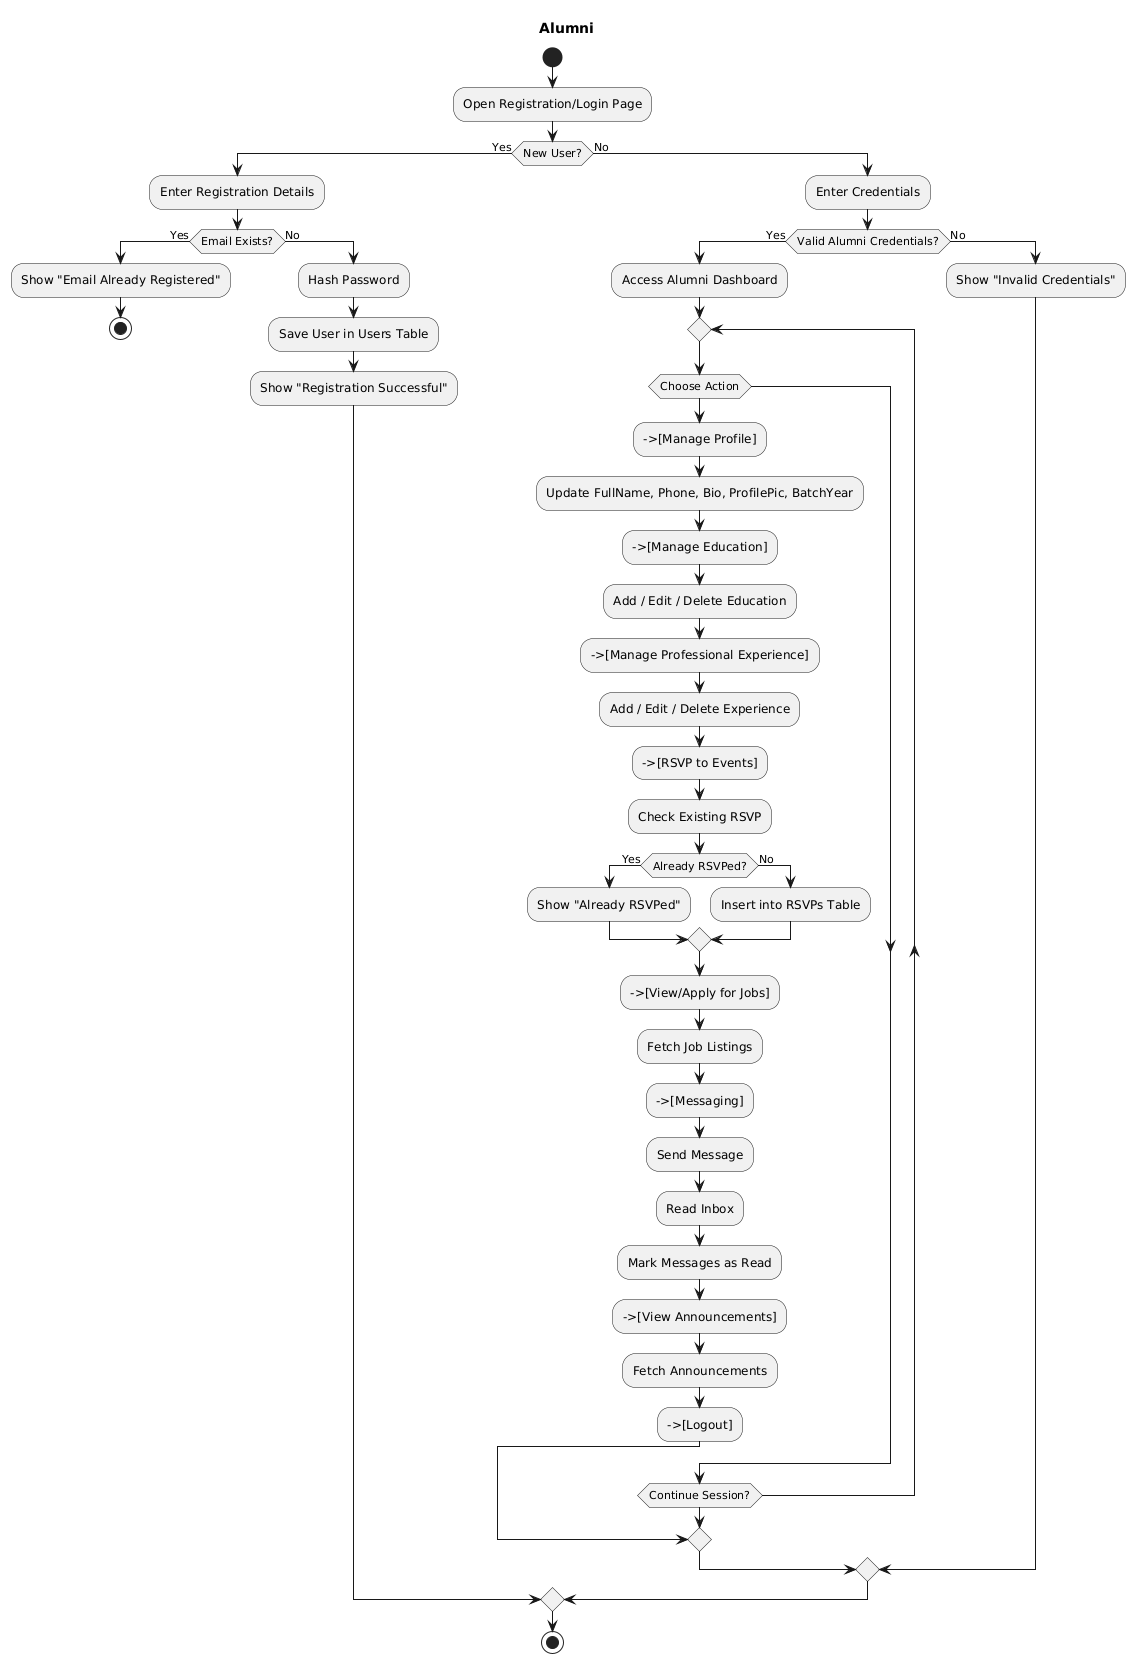 Alumni
Open Registration/Login Page
New User?
Yes
No
Enter Registration Details
Email Exists?
Yes
No
Show "Email Already Registered"
Hash Password
Save User in Users Table
Show "Registration Successful"
Enter Credentials
Valid Alumni Credentials?
Yes
No
Access Alumni Dashboard
Show "Invalid Credentials"
Choose Action
->[Manage Profile]
Update FullName, Phone, Bio, ProfilePic, BatchYear
->[Manage Education]
Add / Edit / Delete Education
->[Manage Professional Experience]
Add / Edit / Delete Experience
->[RSVP to Events]
Check Existing RSVP
Already RSVPed?
Yes
No
Show "Already RSVPed"
Insert into RSVPs Table
->[View/Apply for Jobs]
Fetch Job Listings
->[Messaging]
Send Message
Read Inbox
Mark Messages as Read
->[View Announcements]
Fetch Announcements
->[Logout]
Continue Session?